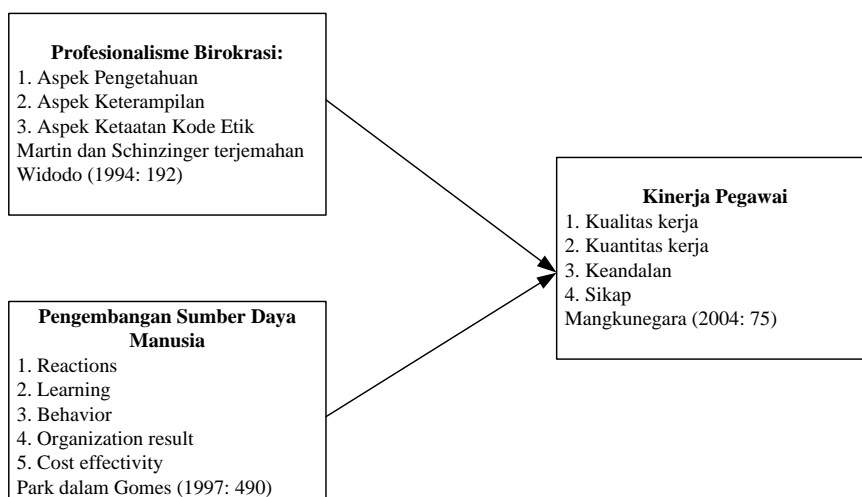 Profesionalisme Birokrasi:
1. Aspek Pengetahuan
2. Aspek Keterampilan
3. Aspek Ketaatan Kode Etik
Martin dan Schinzinger terjemahan
Widodo (1994: 192)
Pengembangan Sumber Daya
Manusia
1. Reactions
2. Learning
3. Behavior
4. Organization result
5. Cost effectivity
Park dalam Gomes (1997: 490)
Kinerja Pegawai
1. Kualitas kerja
2. Kuantitas kerja
3. Keandalan
4. Sikap
Mangkunegara (2004: 75)